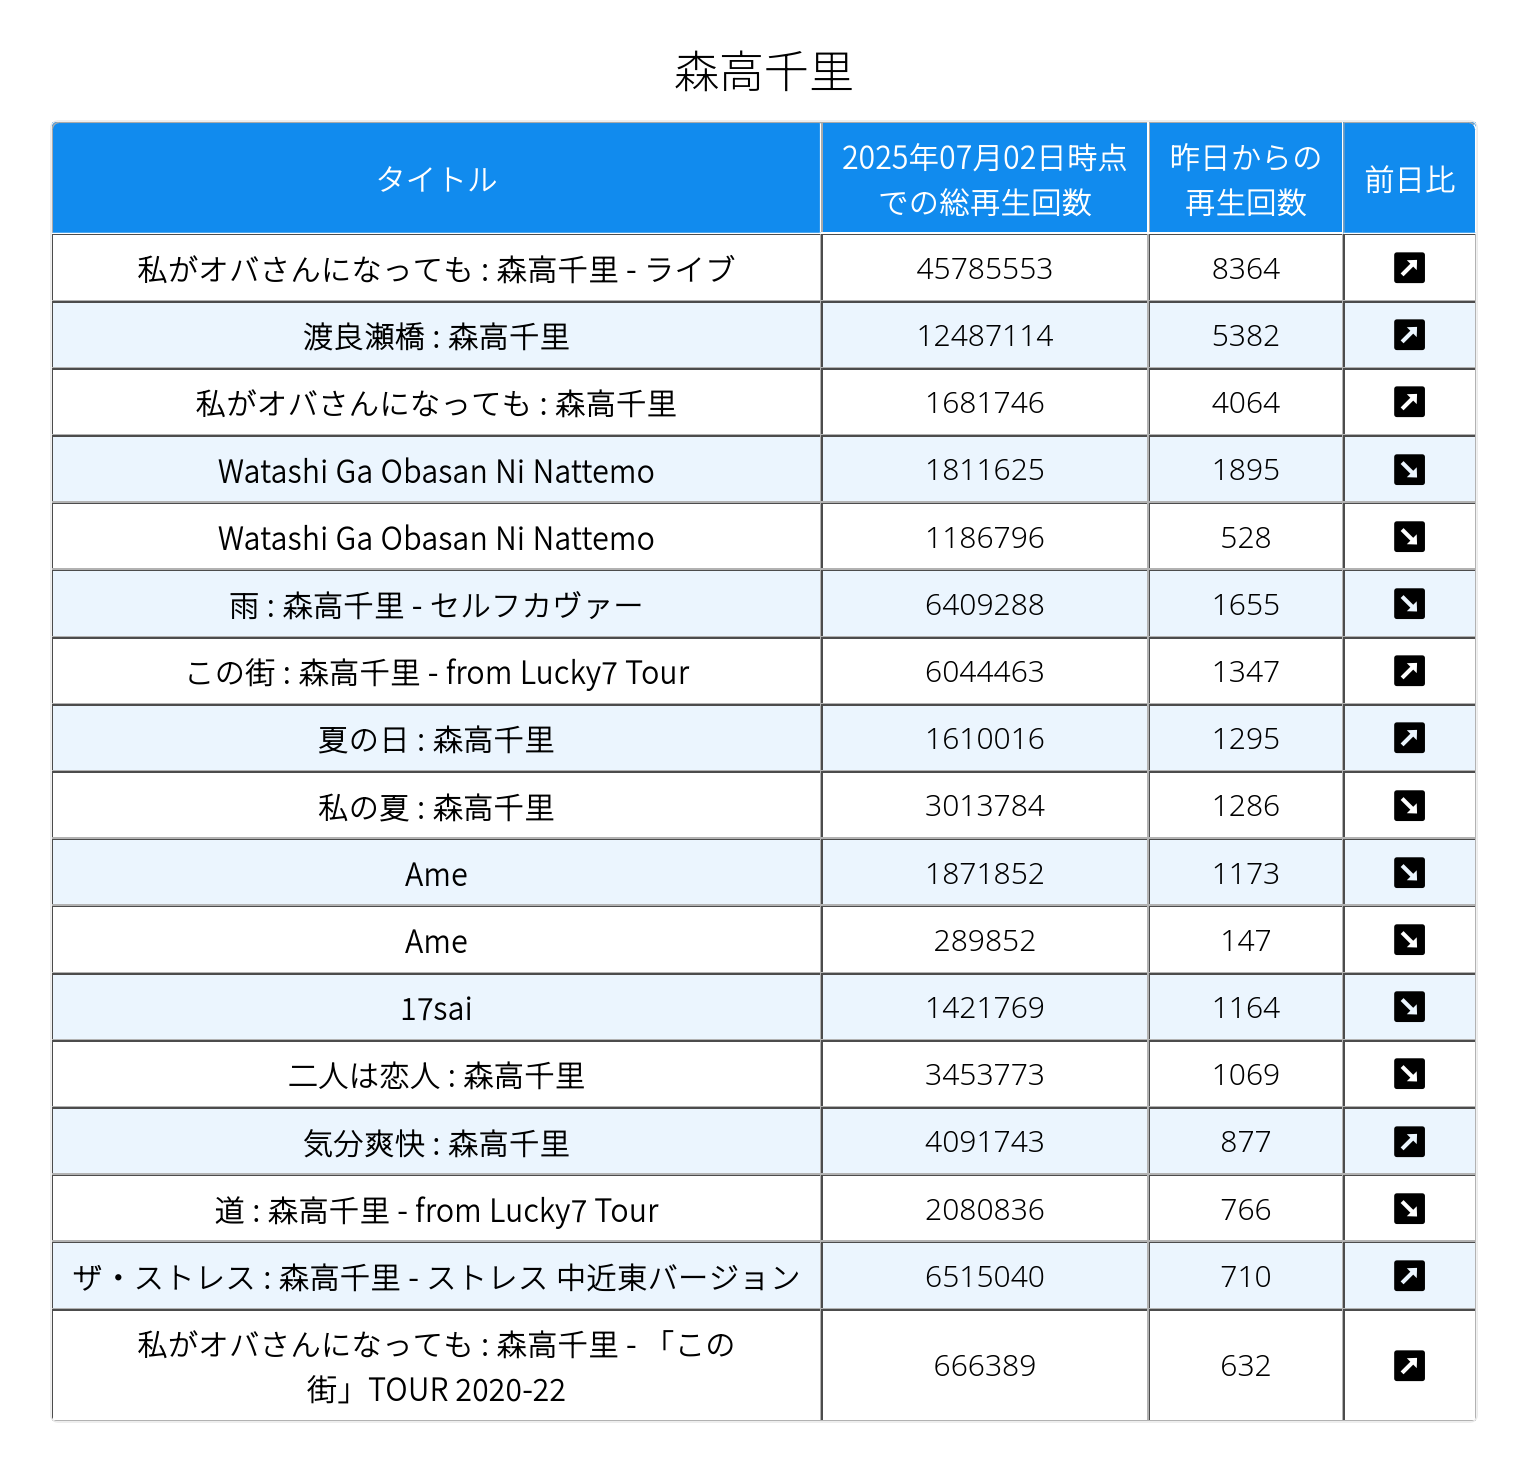 森高千里
タイトル 2025年07月02日時点での総再生回数 昨日からの再生回数 前日比
私がオバさんになっても : 森高千里 - ライブ 45785553 8364 ↗
渡良瀬橋 : 森高千里 12487114 5382 ↗
私がオバさんになっても : 森高千里 1681746 4064 ↗
Watashi Ga Obasan Ni Nattemo 1811625 1895 ↘
Watashi Ga Obasan Ni Nattemo 1186796 528 ↘
雨 : 森高千里 - セルフカヴァー 6409288 1655 ↘
この街 : 森高千里 - from Lucky7 Tour 6044463 1347 ↗
夏の日 : 森高千里 1610016 1295 ↗
私の夏 : 森高千里 3013784 1286 ↘
Ame 1871852 1173 ↘
Ame 289852 147 ↘
17sai 1421769 1164 ↘
二人は恋人 : 森高千里 3453773 1069 ↘
気分爽快 : 森高千里 4091743 877 ↗
道 : 森高千里 - from Lucky7 Tour 2080836 766 ↘
ザ・ストレス : 森高千里 - ストレス 中近東バージョン 6515040 710 ↗
私がオバさんになっても : 森高千里 - 「この
街」TOUR 2020-22 666389 632 ↗